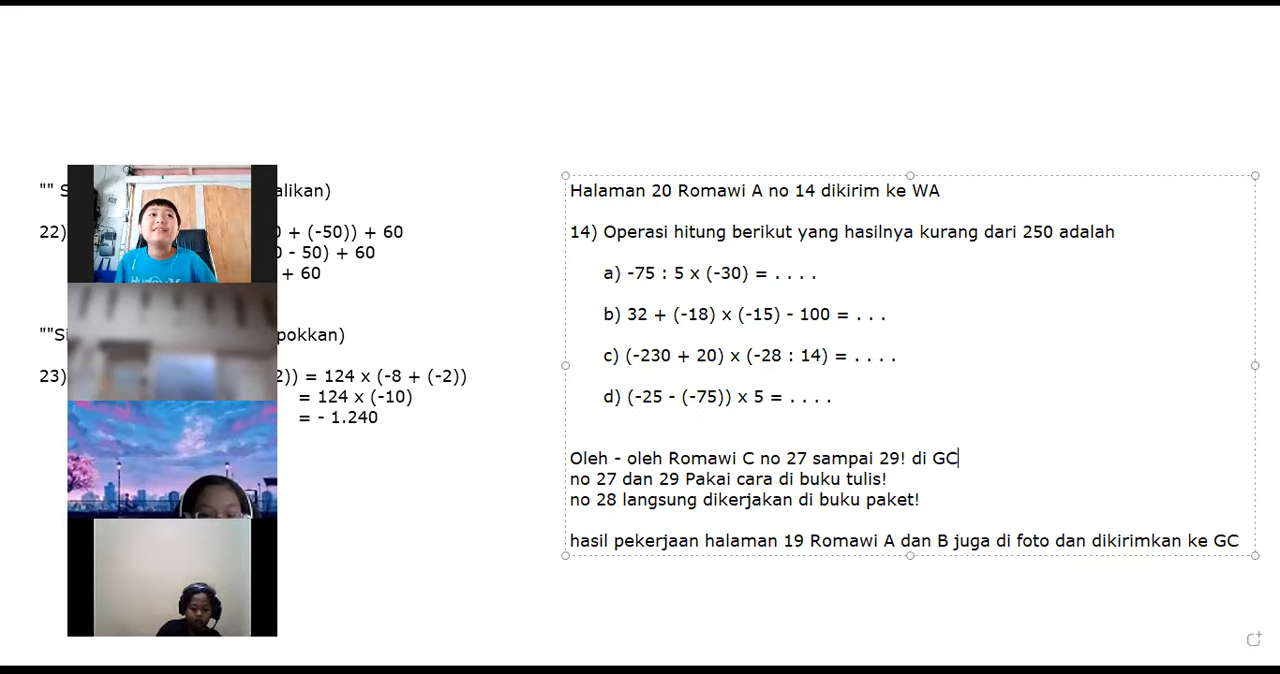 "" S
alikan)
22)
+ (-50)) + 60
- 50) + 60
+ 60
""Si
pokkan)
23)
2)) = 124 x (-8 + (-2))
= 124 x (-10)
= - 1.240
Halaman 20 Romawi A no 14 dikirim ke WA
14) Operasi hitung berikut yang hasilnya kurang dari 250 adalah
a) -75 : 5 x (-30) = . . . .
b) 32 + (-18) x (-15) - 100 = . . .
c) (-230 + 20) x (-28 : 14) = . . . .
d) (-25 - (-75)) x 5 = . . . .
Oleh - oleh Romawi C no 27 sampai 29! di GC
no 27 dan 29 Pakai cara di buku tulis!
no 28 langsung dikerjakan di buku paket!
hasil pekerjaan halaman 19 Romawi A dan B juga di foto dan dikirimkan ke GC